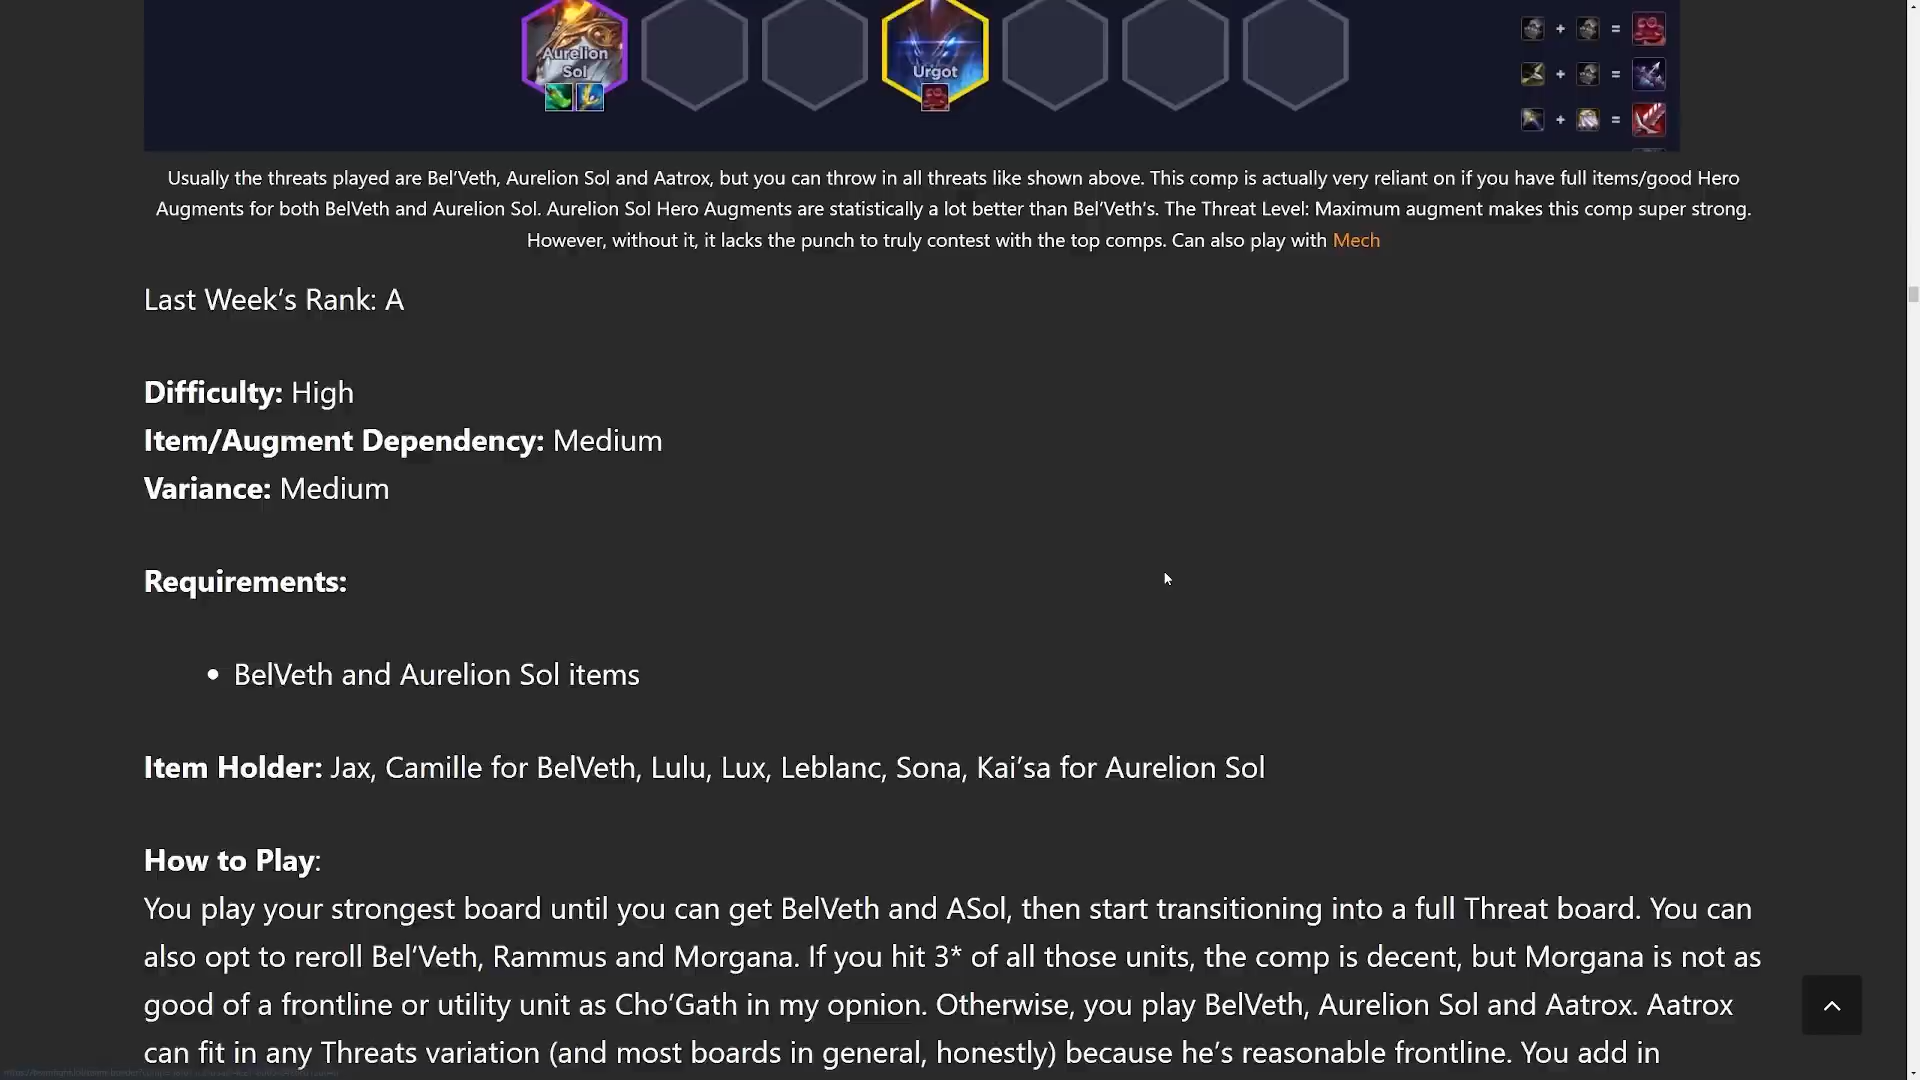 Aurelion
Sol
Urgot
+ =
+ =
+ =
Usually the threats played are Bel’Veth, Aurelion Sol and Aatrox, but you can throw in all threats like shown above. This comp is actually very reliant on if you have full items/good Hero
Augments for both BelVeth and Aurelion Sol. Aurelion Sol Hero Augments are statistically a lot better than Bel’Veth’s. The Threat Level: Maximum augment makes this comp super strong.
However, without it, it lacks the punch to truly contest with the top comps. Can also play with Mech
Last Week’s Rank: A
Difficulty: High
Item/Augment Dependency: Medium
Variance: Medium
Requirements:
• BelVeth and Aurelion Sol items
Item Holder: Jax, Camille for BelVeth, Lulu, Lux, Leblanc, Sona, Kai’sa for Aurelion Sol
How to Play:
You play your strongest board until you can get BelVeth and ASol, then start transitioning into a full Threat board. You can
also opt to reroll Bel’Veth, Rammus and Morgana. If you hit 3* of all those units, the comp is decent, but Morgana is not as
good of a frontline or utility unit as Cho’Gath in my opnion. Otherwise, you play BelVeth, Aurelion Sol and Aatrox. Aatrox
can fit in any Threats variation (and most boards in general, honestly) because he’s reasonable frontline. You add in